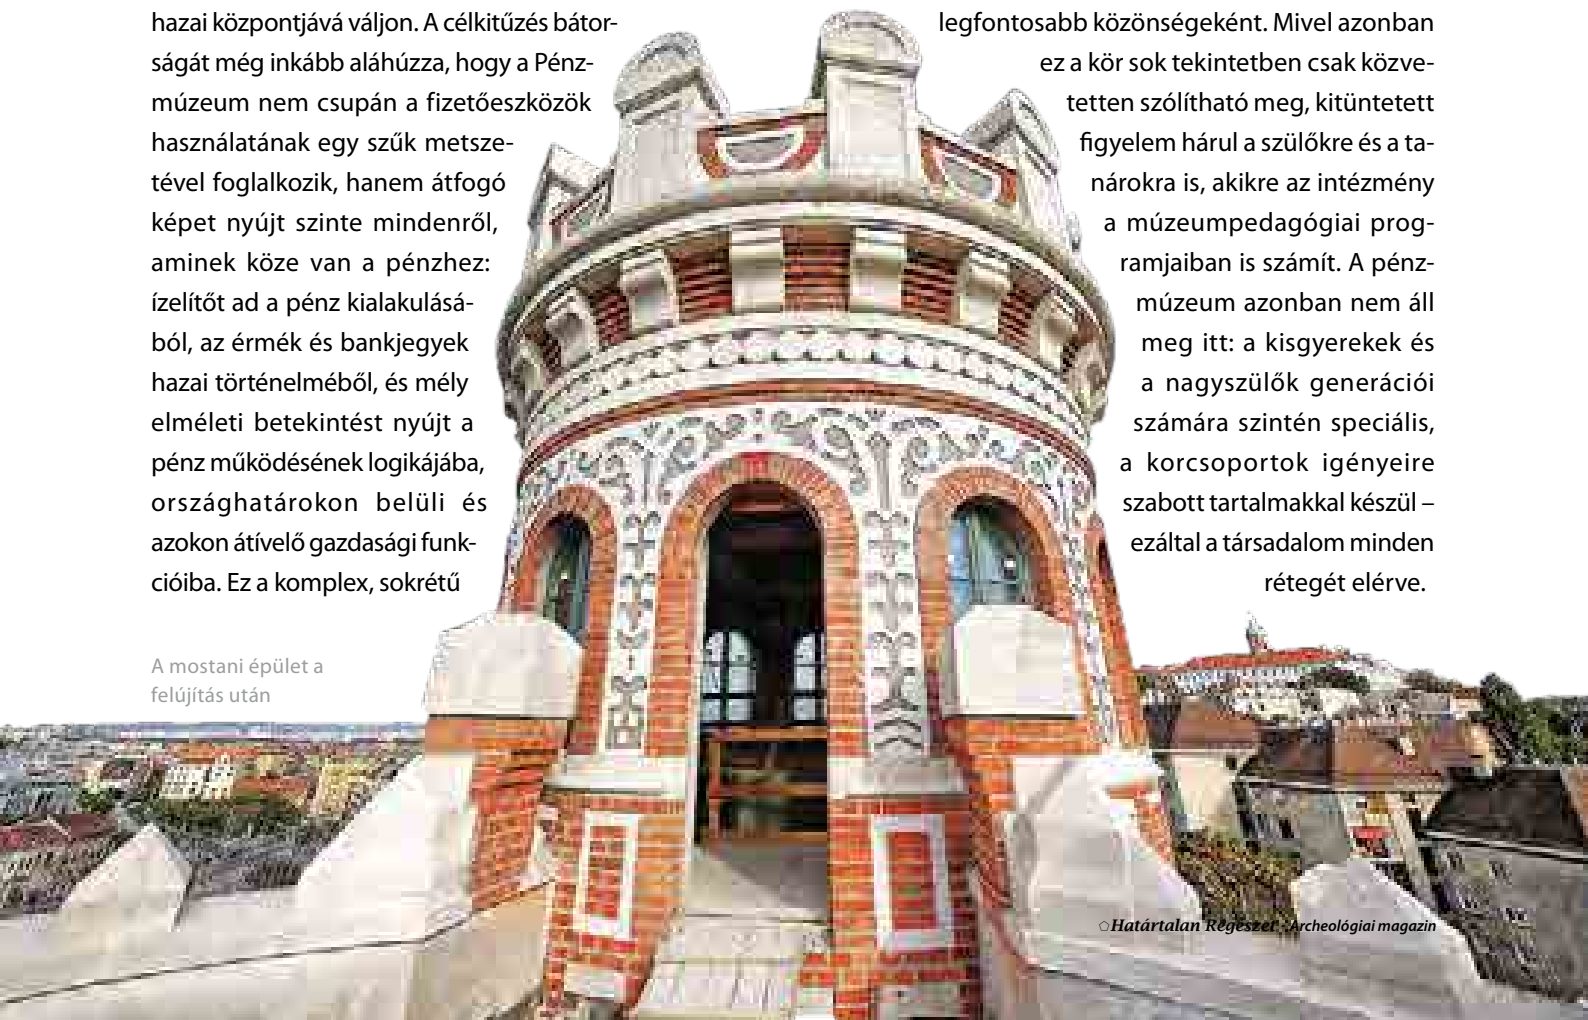 hazai központjává váljon. A célkitűzés bátor-
ságát még inkább aláhúzza, hogy a Pénz-
múzeum nem csupán a fizetőeszközök
használatának egy szűk metsze-
tével foglalkozik, hanem átfogó
képet nyújt szinte mindenről,
aminek köze van a pénzhez:
ízelítőt ad a pénz kialakulásá-
ból, az érmék és bankjegyek
hazai történelméből, és mély
elméleti betekintést nyújt a
pénz működésének logikájába,
országhatárokon belüli és
azokon átívelő gazdasági funk-
cióiba. Ez a komplex, sokrétű
A mostani épület a
felújítás után
legfontosabb közönségeként. Mivel azonban
ez a kör sok tekintetben csak közve-
tetten szólítható meg, kitüntetett
figyelem hárul a szülőkre és a ta-
nárokra is, akikre az intézmény
a múzeumpedagógiai prog-
ramjaiban is számít. A pénz-
múzeum azonban nem áll
meg itt: a kisgyerekek és
a nagyszülők generációi
számára szintén speciális,
a korcsoportok igényeire
szabott tartalmakkal készül –
ezáltal a társadalom minden
rétegét elérve.
Határtalan Régészet • Archeológiai magazin